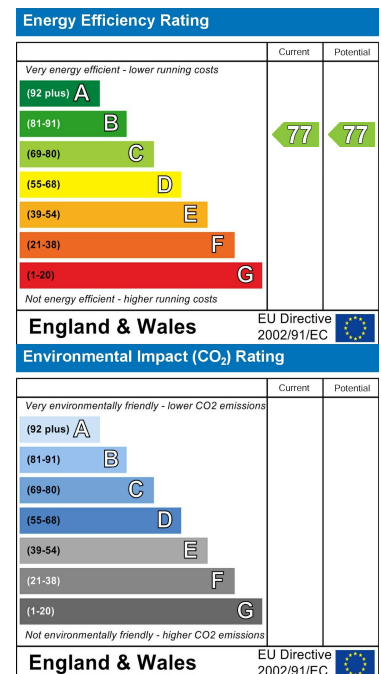 Energy Efficiency Rating
Current Potential
Very energy efficient - lower running costs
(92 plus) A
(81-91) B
77 77
(69-80) C
(55-68) D
(39-54) E
(21-38) F
(1-20) G
Not energy efficient - higher running costs
England & Wales
EU Directive
2002/91/EC
Environmental Impact (CO₂) Rating
Current Potential
Very environmentally friendly - lower CO2 emissions
(92 plus) A
(81-91) B
(69-80) C
(55-68) D
(39-54) E
(21-38) F
(1-20) G
Not environmentally friendly - higher CO2 emissions
England & Wales
EU Directive
2002/91/EC